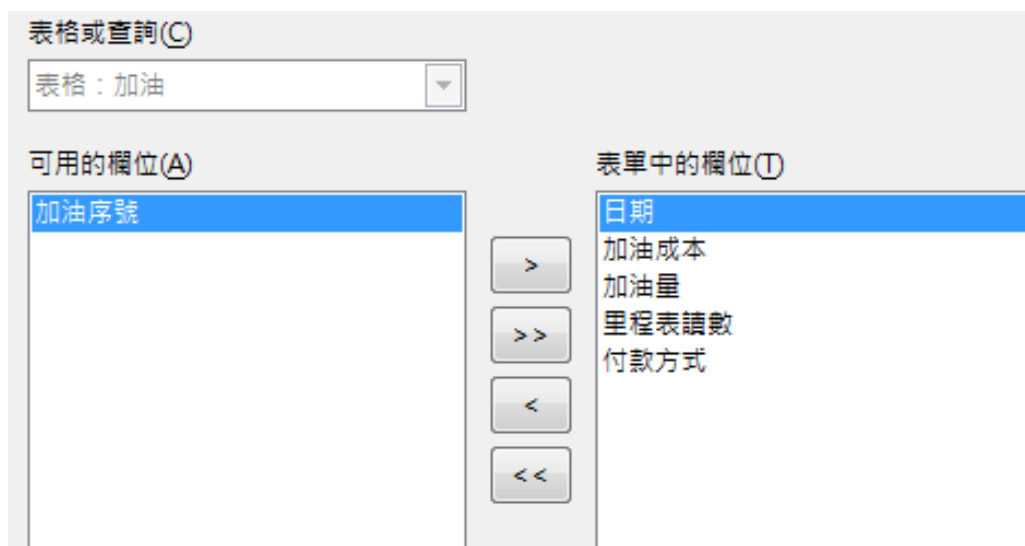 表格或查詢(C)
表格：加油
可用的欄位(A)
加油序號
>
>>
<
<<
表單中的欄位(T)
日期
加油成本
加油量
里程表讀數
付款方式